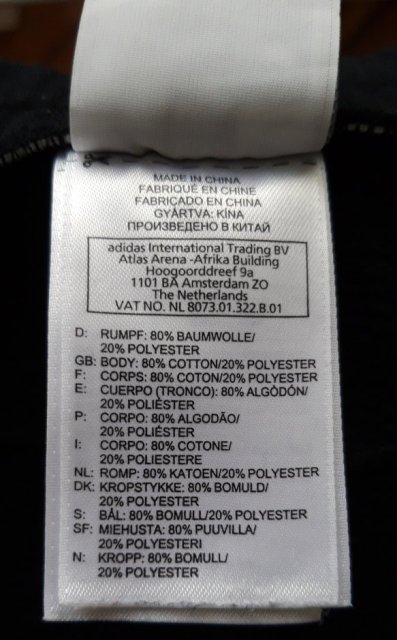 MADE IN CHINA
FABRIQUÉ EN CHINE
FABRICADO EN CHINA
GYÁRTVA: KÍNA
ПРОИЗВЕДЕНО В КИТАЙ
adidas International Trading BV
Atlas Arena -Afrika Building
Hoogoorddreef 9a
1101 BA Amsterdam ZO
The Netherlands
VAT NO. NL 8073.01.322.B.01
D: RUMPF: 80% BAUMWOLLE/
20% POLYESTER
GB: BODY: 80% COTTON/20% POLYESTER
F: CORPS: 80% COTON/20% POLYESTER
E: CUERPO (TRONCO): 80% ALGÒDÓN/
20% POLIÉSTER
P: CORPO: 80% ALGODÃO/
20% POLIÉSTER
I: CORPO: 80% COTONE/
20% POLIESTERE
NL: ROMP: 80% KATOEN/20% POLYESTER
DK: KROPSTYKKE: 80% BOMULD/
20% POLYESTER
S: BÅL: 80% BOMULL/20% POLYESTER
SF: MIEHUSTA: 80% PUUVILLA/
20% POLYESTERI
N: KROPP: 80% BOMULL/
20% POLYESTER